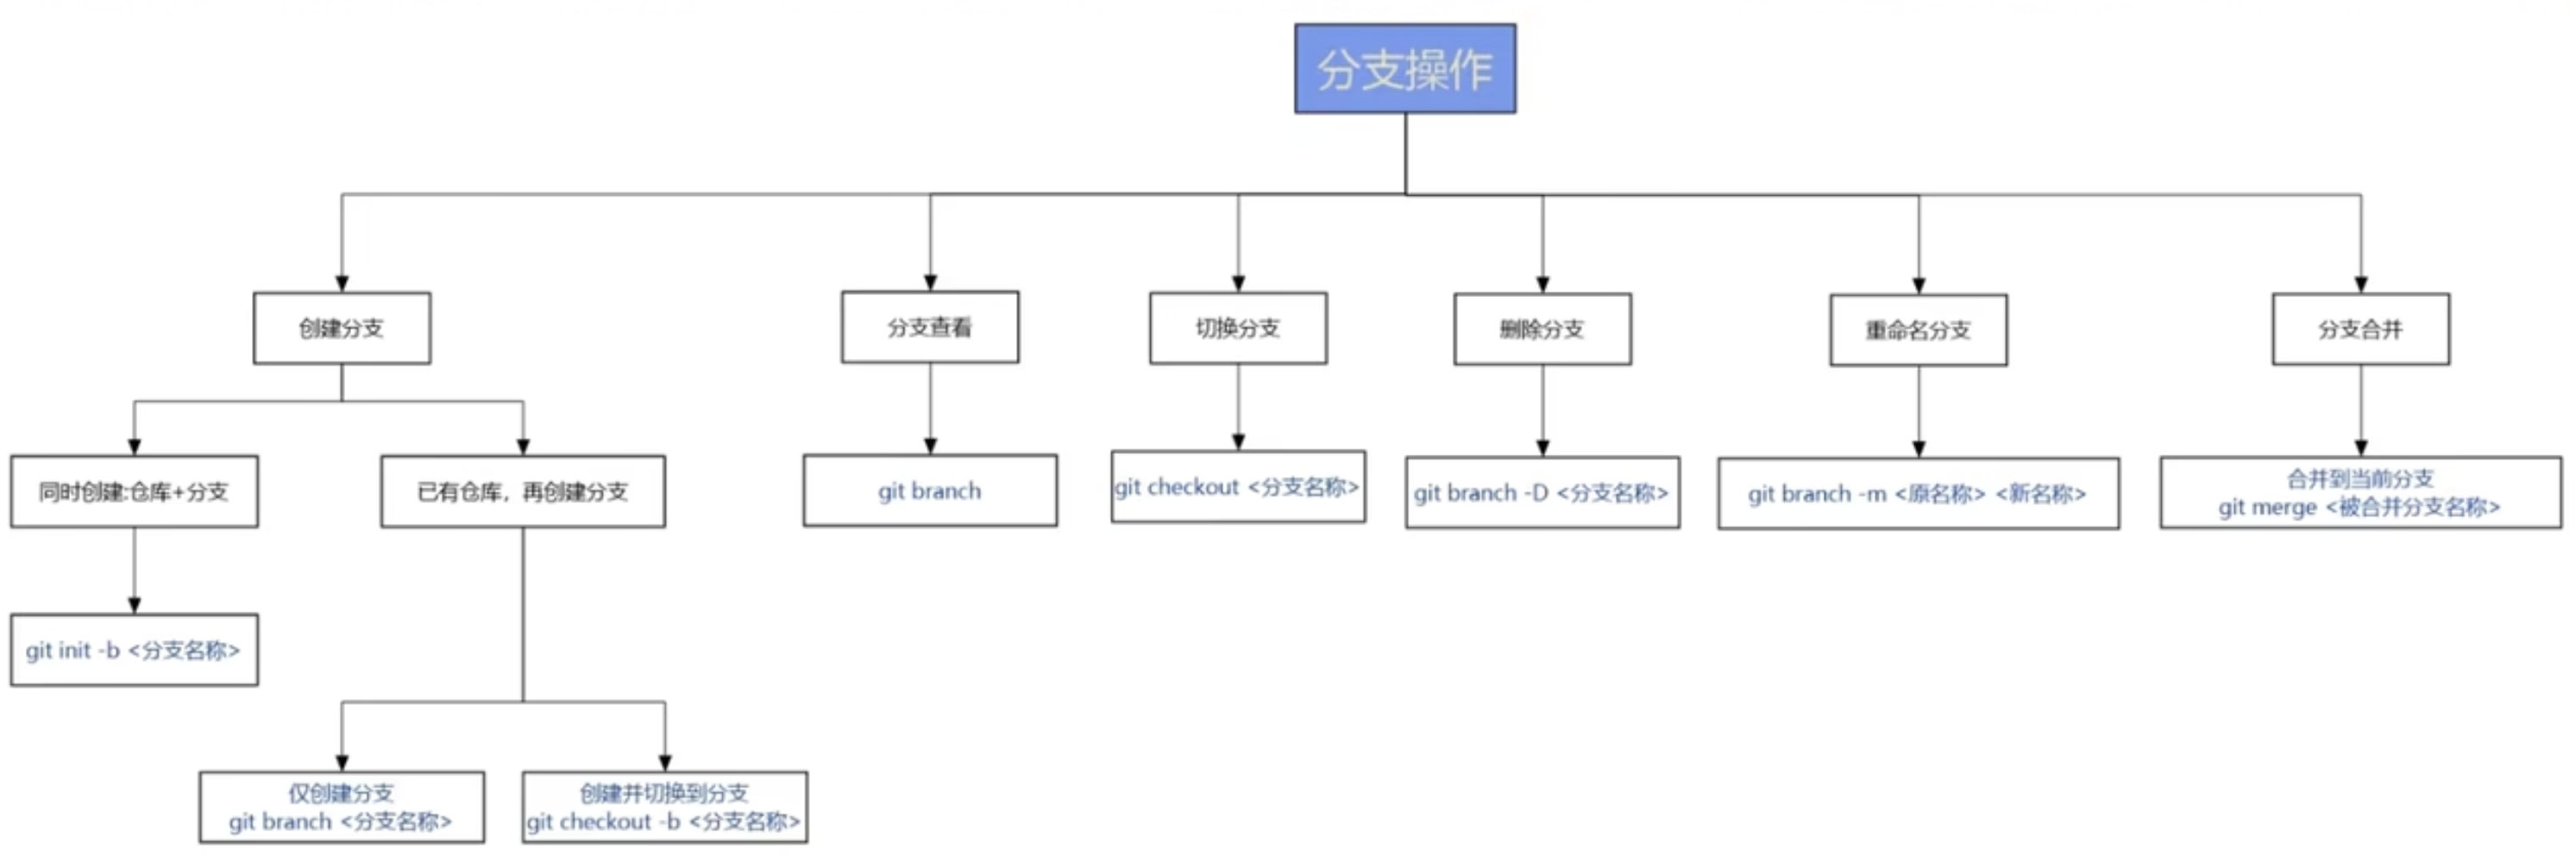 分支操作
创建分支
分支查看
切换分支
删除分支
重命名分支
分支合并
同时创建:仓库+分支
已有仓库，再创建分支
git branch
git checkout <分支名称>
git branch -D <分支名称>
git branch -m <原名称> <新名称>
合并到当前分支
git merge <被合并分支名称>
git init -b <分支名称>
仅创建分支
git branch <分支名称>
创建并切换到分支
git checkout -b <分支名称>